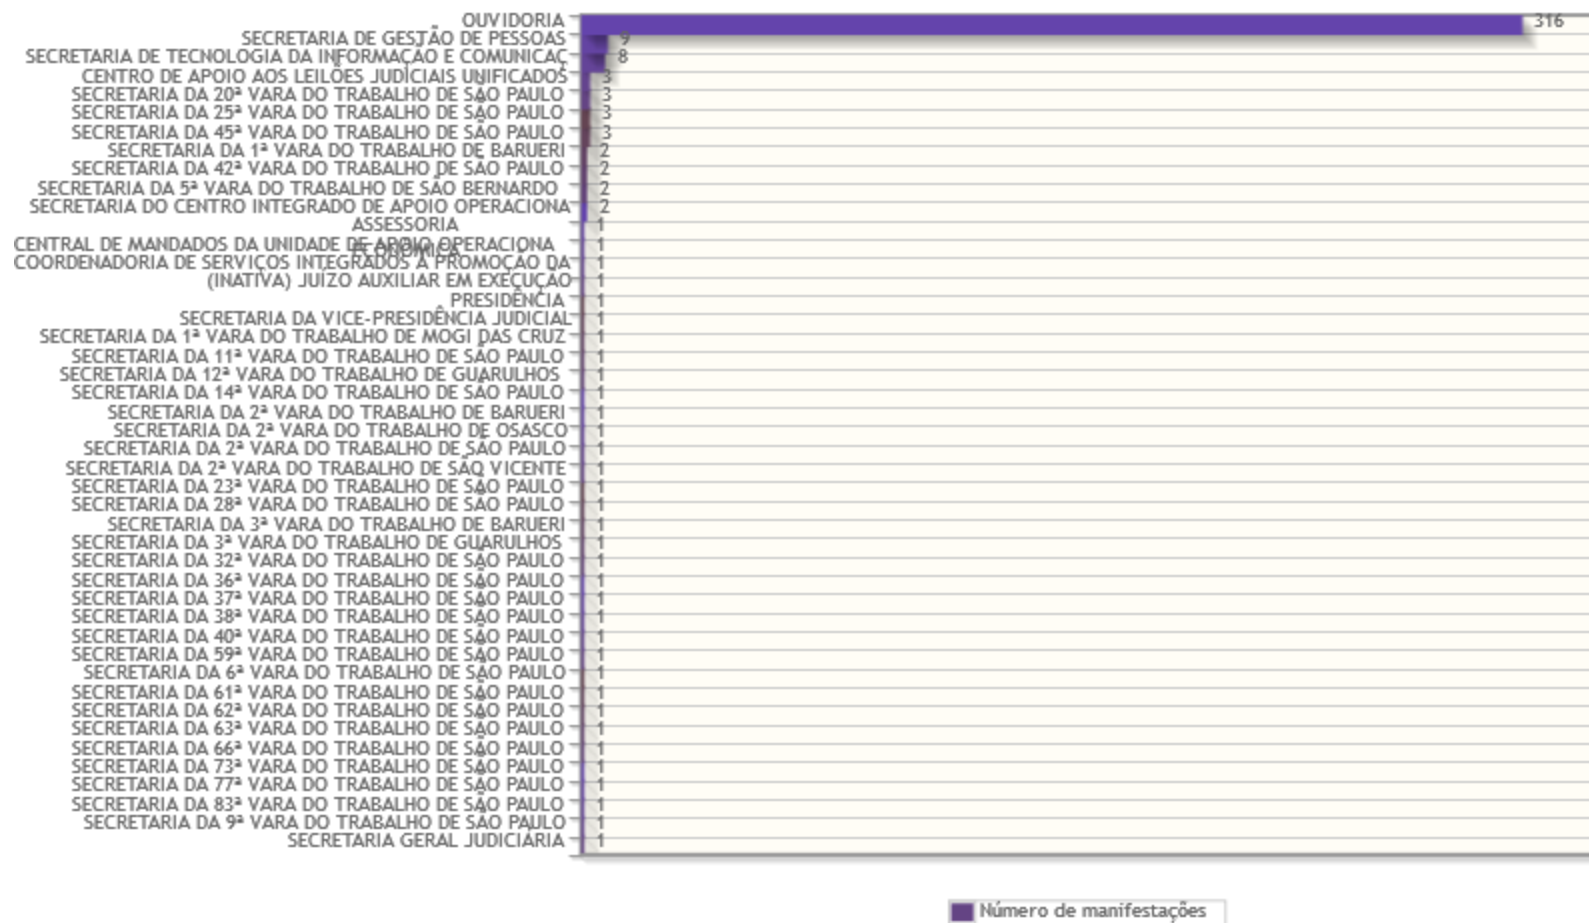 OUVIDORIA 316
SECRETARIA DE GESTÃO DE PESSOAS 9
SECRETARIA DE TECNOLOGIA DA INFORMAÇÃO E COMUNICAÇ 8
CENTRO DE APOIO AOS LEILÕES JUDICIAIS UNIFICADOS 3
SECRETARIA DA 20ª VARA DO TRABALHO DE SÃO PAULO 3
SECRETARIA DA 25ª VARA DO TRABALHO DE SÃO PAULO 3
SECRETARIA DA 45ª VARA DO TRABALHO DE SÃO PAULO 3
SECRETARIA DA 1ª VARA DO TRABALHO DE BARUERI 2
SECRETARIA DA 42ª VARA DO TRABALHO DE SÃO PAULO 2
SECRETARIA DA 5ª VARA DO TRABALHO DE SÃO BERNARDO 2
SECRETARIA DO CENTRO INTEGRADO DE APOIO OPERACIONA 2
ASSESSORIA 1
ECONÔMICA
CENTRAL DE MANDADOS DA UNIDADE DE APOIO OPERACIONA 1
COORDENADORIA DE SERVIÇOS INTEGRADOS À PROMOÇÃO DA 1
(INATIVA) JUÍZO AUXILIAR EM EXECUÇÃO 1
PRESIDÊNCIA 1
SECRETARIA DA VICE-PRESIDÊNCIA JUDICIAL 1
SECRETARIA DA 1ª VARA DO TRABALHO DE MOGI DAS CRUZ 1
SECRETARIA DA 11ª VARA DO TRABALHO DE SÃO PAULO 1
SECRETARIA DA 12ª VARA DO TRABALHO DE GUARULHOS 1
SECRETARIA DA 14ª VARA DO TRABALHO DE SÃO PAULO 1
SECRETARIA DA 2ª VARA DO TRABALHO DE BARUERI 1
SECRETARIA DA 2ª VARA DO TRABALHO DE OSASCO 1
SECRETARIA DA 2ª VARA DO TRABALHO DE SÃO PAULO 1
SECRETARIA DA 2ª VARA DO TRABALHO DE SÃO VICENTE 1
SECRETARIA DA 23ª VARA DO TRABALHO DE SÃO PAULO 1
SECRETARIA DA 28ª VARA DO TRABALHO DE SÃO PAULO 1
SECRETARIA DA 3ª VARA DO TRABALHO DE BARUERI 1
SECRETARIA DA 3ª VARA DO TRABALHO DE GUARULHOS 1
SECRETARIA DA 32ª VARA DO TRABALHO DE SÃO PAULO 1
SECRETARIA DA 36ª VARA DO TRABALHO DE SÃO PAULO 1
SECRETARIA DA 37ª VARA DO TRABALHO DE SÃO PAULO 1
SECRETARIA DA 38ª VARA DO TRABALHO DE SÃO PAULO 1
SECRETARIA DA 40ª VARA DO TRABALHO DE SÃO PAULO 1
SECRETARIA DA 59ª VARA DO TRABALHO DE SÃO PAULO 1
SECRETARIA DA 6ª VARA DO TRABALHO DE SÃO PAULO 1
SECRETARIA DA 61ª VARA DO TRABALHO DE SÃO PAULO 1
SECRETARIA DA 62ª VARA DO TRABALHO DE SÃO PAULO 1
SECRETARIA DA 63ª VARA DO TRABALHO DE SÃO PAULO 1
SECRETARIA DA 66ª VARA DO TRABALHO DE SÃO PAULO 1
SECRETARIA DA 73ª VARA DO TRABALHO DE SÃO PAULO 1
SECRETARIA DA 77ª VARA DO TRABALHO DE SÃO PAULO 1
SECRETARIA DA 83ª VARA DO TRABALHO DE SÃO PAULO 1
SECRETARIA DA 9ª VARA DO TRABALHO DE SÃO PAULO 1
SECRETARIA GERAL JUDICIÁRIA 1
Número de manifestações